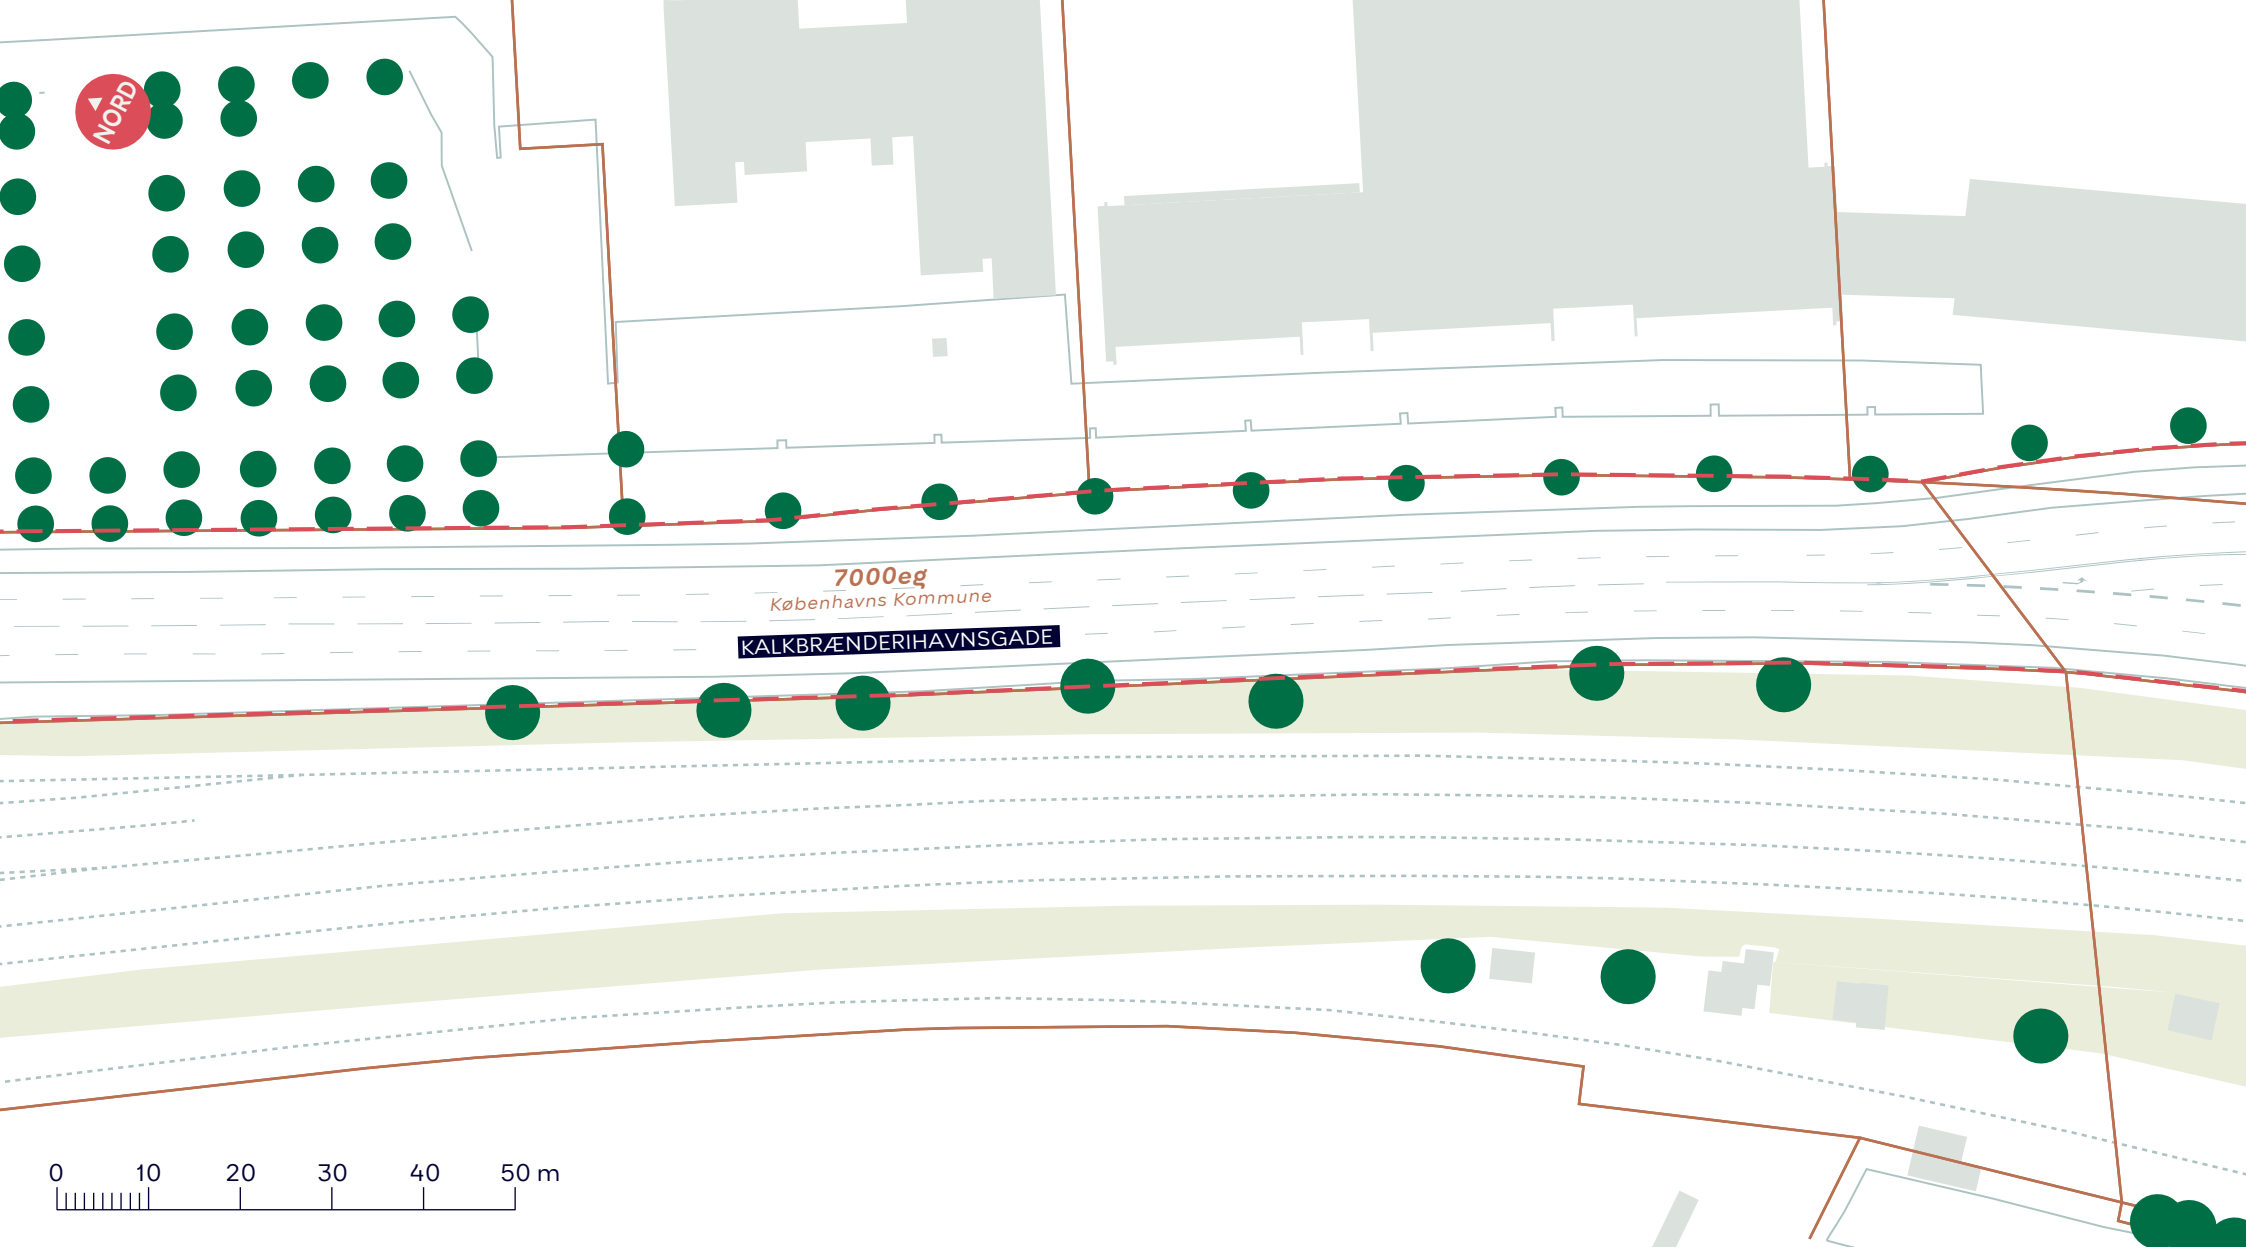 NORD
7000eg
Københavns Kommune
KALKBRÆNDERIHAVNSGADE
0 10 20 30 40 50 m